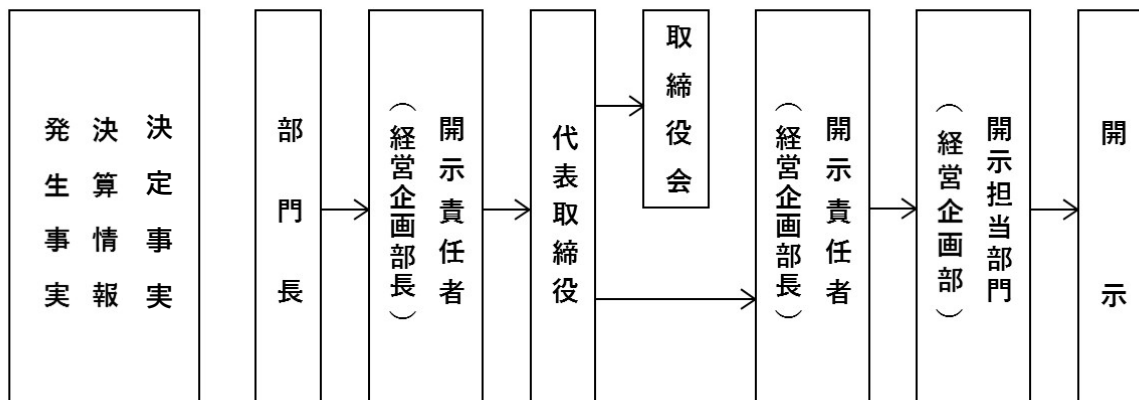 決定事実
決算情報
発生事実
部門長
開示責任者
（経営企画部長）
代表取締役
取締役会
開示責任者
（経営企画部長）
開示担当部門
（経営企画部）
開示